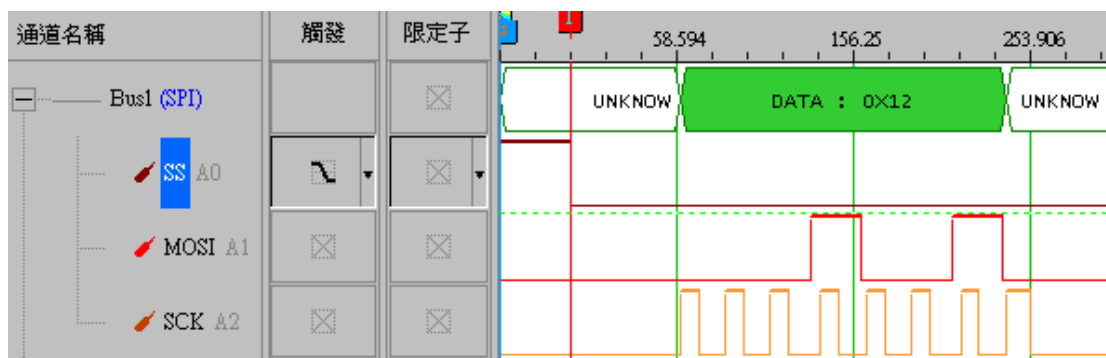 通道名稱 觸發 限定子 T 58.594 156.25 253.906
Bus1 (SPI) UNKNOW DATA : 0X12 UNKNOW
SS A0
MOSI A1
SCK A2